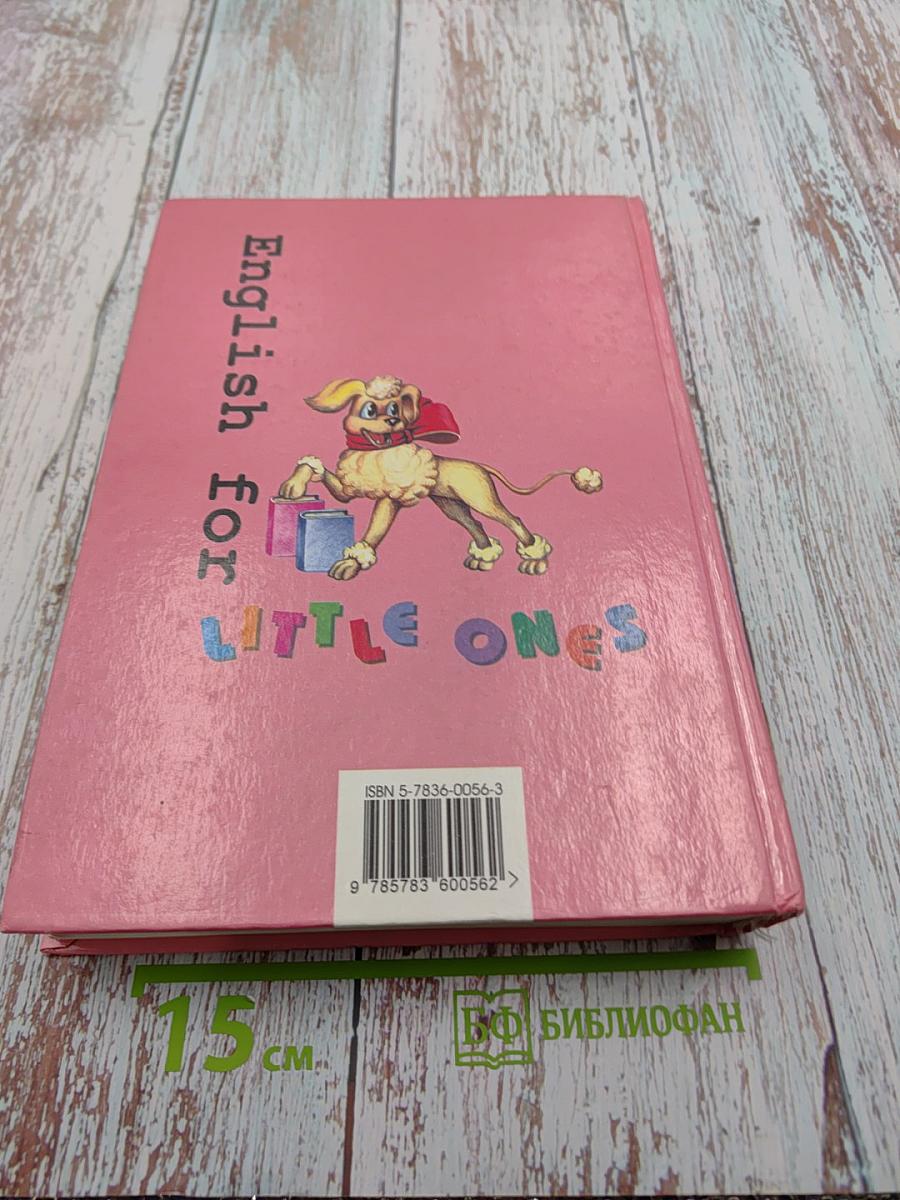 English for
LITTLE ONES
ISBN 5-7836-0056-3
9 785783 600562 >
15 см
БФ БИБЛИОФАН